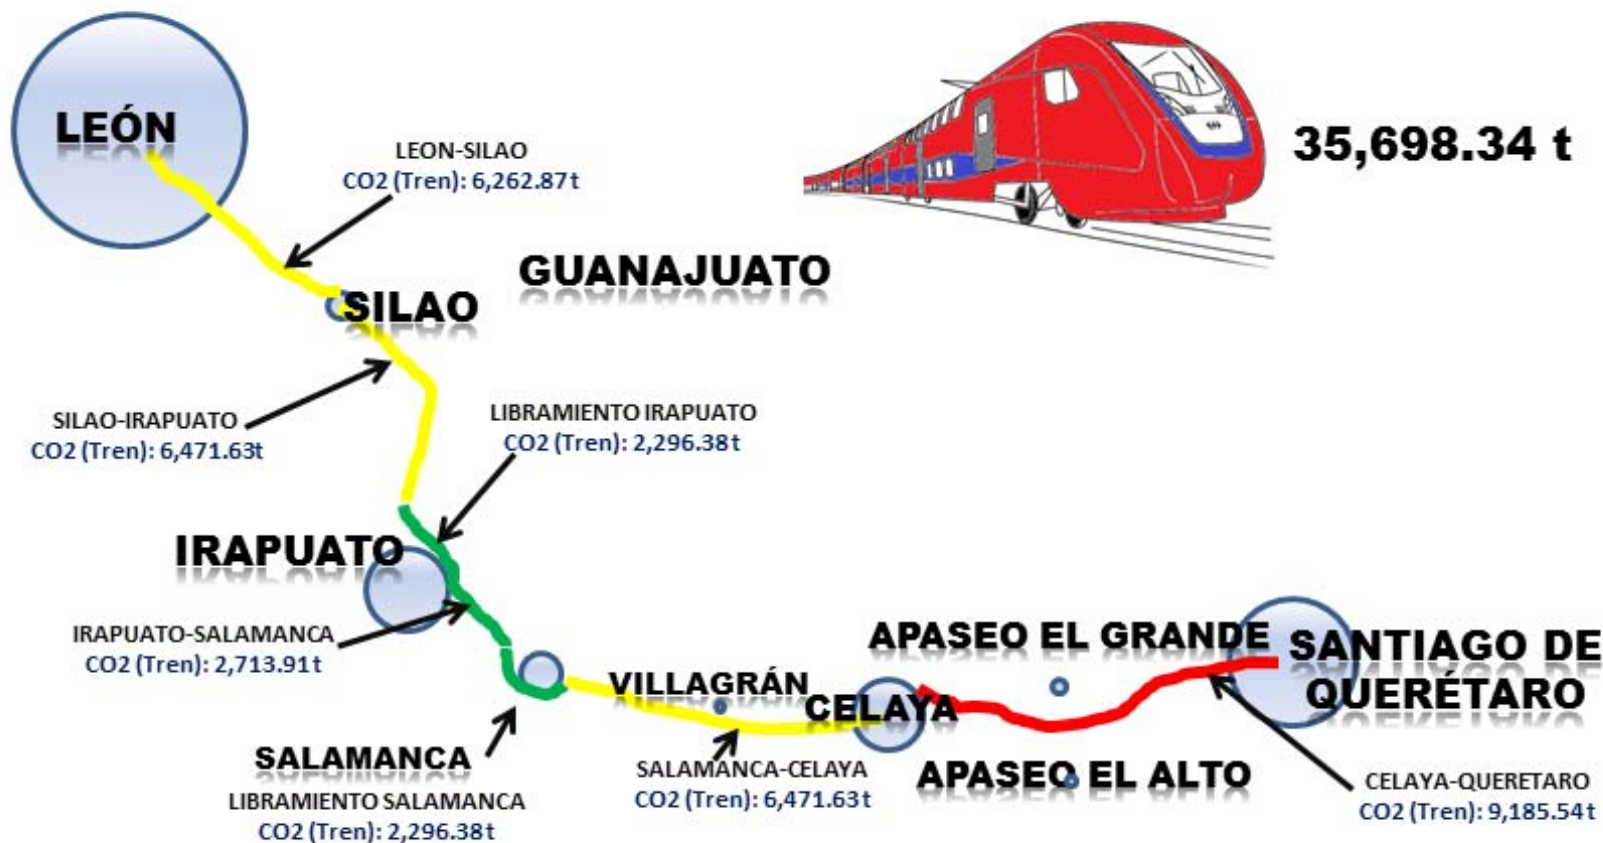 LEÓN
LEON-SILAO
CO2 (Tren): 6,262.87t
35,698.34 t
GUANAJUATO
SILAO
SILAO-IRAPUATO
CO2 (Tren): 6,471.63t
LIBRAMIENTO IRAPUATO
CO2 (Tren): 2,296.38t
IRAPUATO
IRAPUATO-SALAMANCA
CO2 (Tren): 2,713.91t
APASEO EL GRANDE
SANTIAGO DE
QUERÉTARO
VILLAGRÁN
CELAYA
SALAMANCA
LIBRAMIENTO SALAMANCA
CO2 (Tren): 2,296.38t
SALAMANCA-CELAYA
CO2 (Tren): 6,471.63t
APASEO EL ALTO
CELAYA-QUERETARO
CO2 (Tren): 9,185.54t